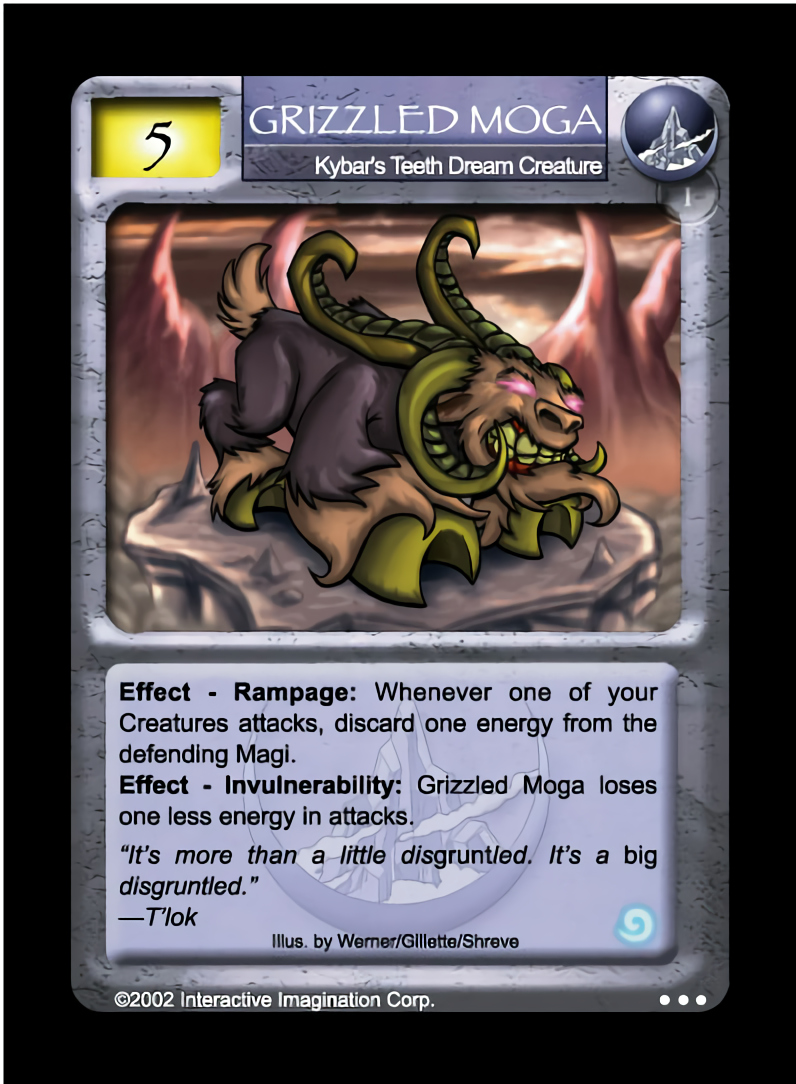 5
GRIZZLED MOGA
Kybar's Teeth Dream Creature
1
Effect - Rampage: Whenever one of your
Creatures attacks, discard one energy from the
defending Magi.
Effect - Invulnerability: Grizzled Moga loses
one less energy in attacks.
"It's more than a little disgruntled. It's a big
disgruntled."
—T'lok
Illus. by Werner/Gillette/Shreve
©2002 Interactive Imagination Corp.